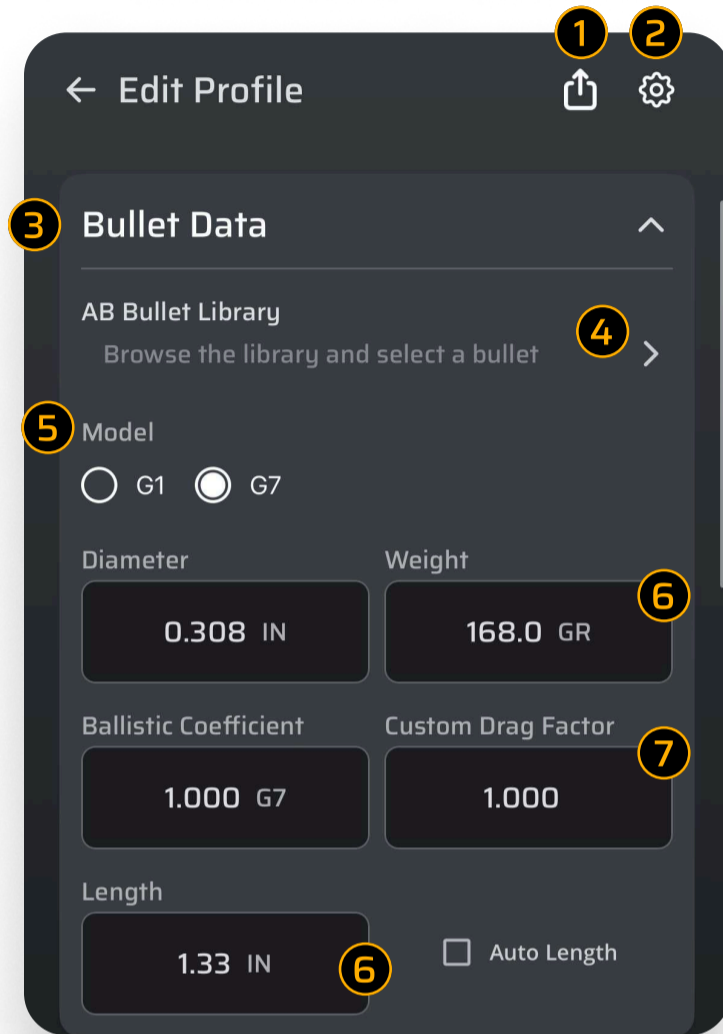 1 2
Edit Profile
3 Bullet Data
AB Bullet Library
Browse the library and select a bullet 4
5 Model
G1 G7
Diameter Weight
0.308 IN 168.0 GR 6
Ballistic Coefficient Custom Drag Factor
1.000 G7 1.000 7
Length
1.33 IN 6 Auto Length